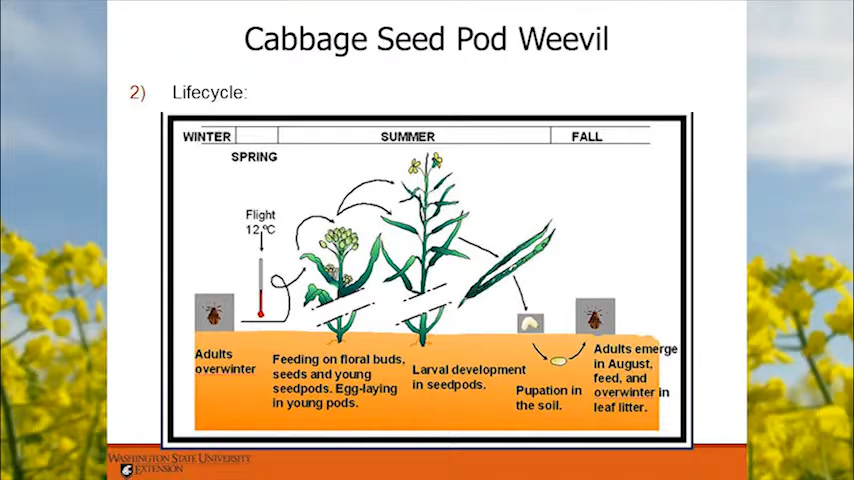 Cabbage Seed Pod Weevil
2) Lifecycle:
WINTER SUMMER FALL
SPRING
Flight
12 ºC
Adults
overwinter
Feeding on floral buds,
seeds and young
seedpods. Egg-laying
in young pods.
Larval development
in seedpods.
Pupation in
the soil.
Adults emerge
in August,
feed, and
overwinter in
leaf litter.
WASHINGTON STATE UNIVERSITY
EXTENSION